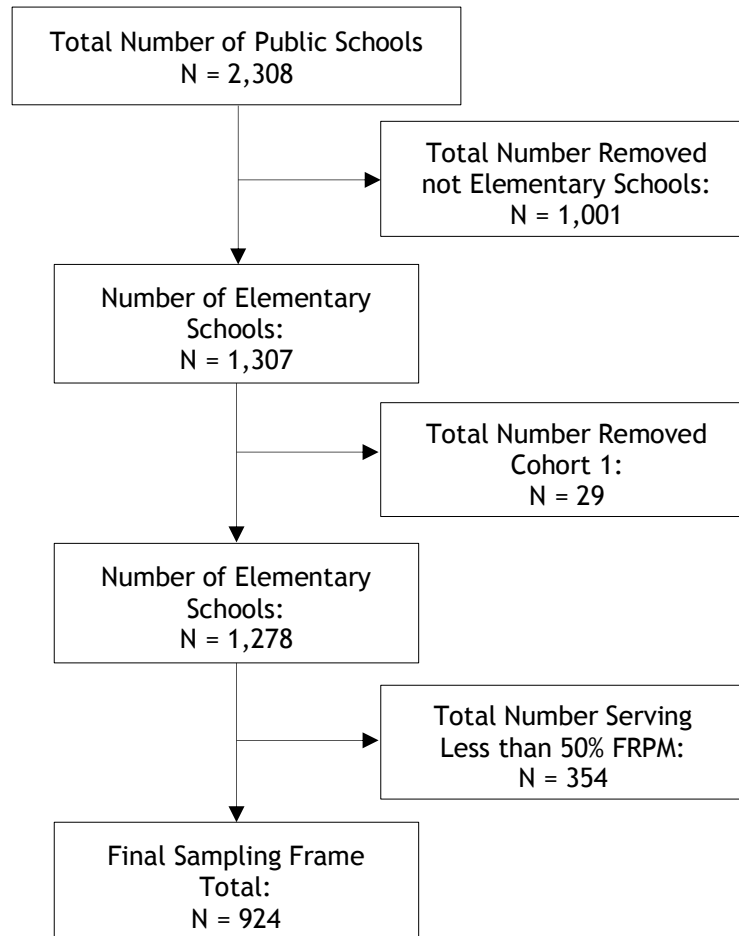 Total Number of Public Schools
N = 2,308
Total Number Removed
not Elementary Schools:
N = 1,001
Number of Elementary
Schools:
N = 1,307
Total Number Removed
Cohort 1:
N = 29
Number of Elementary
Schools:
N = 1,278
Total Number Serving
Less than 50% FRPM:
N = 354
Final Sampling Frame
Total:
N = 924